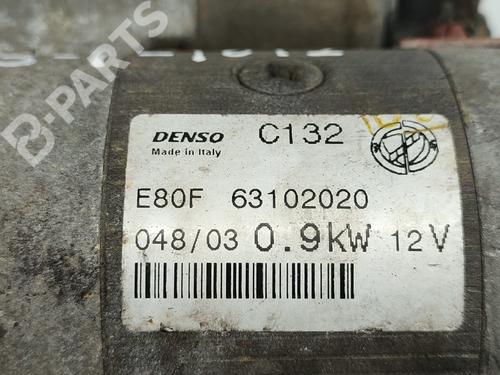 B-PARTS
DENSO C132
Made in Italy
E80F 63102020
048/03 0.9kW 12V